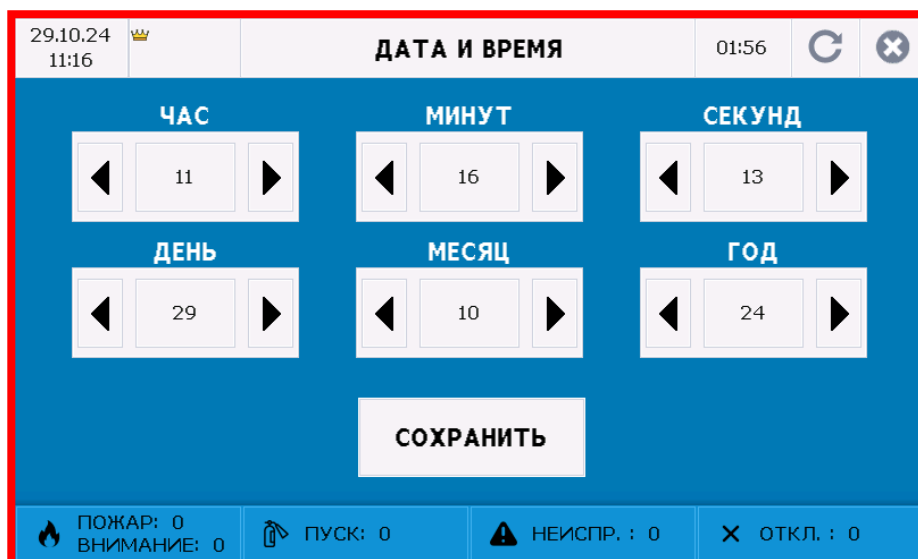 29.10.24
11:16
ДАТА И ВРЕМЯ
01:56
ЧАС МИНУТ СЕКУНД
11 16 13
ДЕНЬ МЕСЯЦ ГОД
29 10 24
СОХРАНИТЬ
ПОЖАР: 0
ВНИМАНИЕ: 0
ПУСК: 0
НЕИСПР. : 0
ОТКЛ. : 0